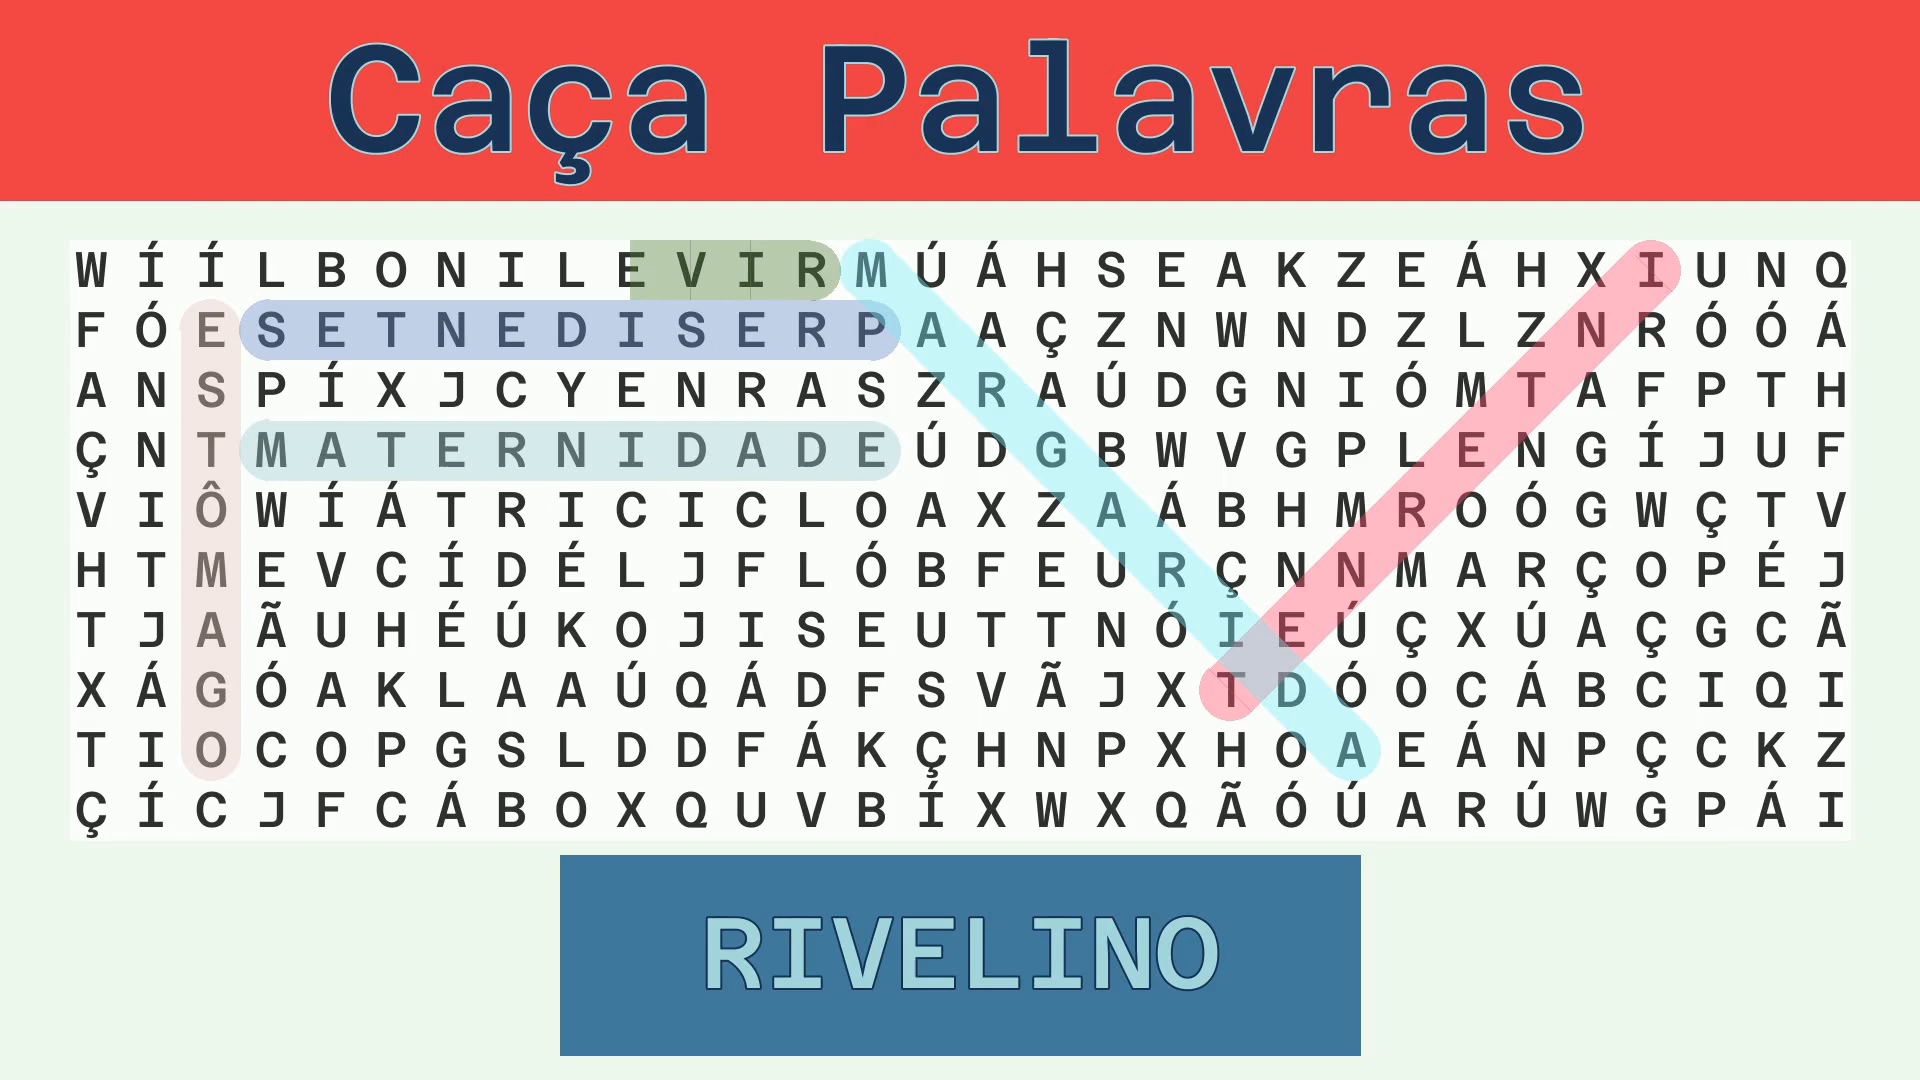 Caça Palavras
W Í Í L B O N I L E V I R M Ú Á H S E A K Z E Á H X I U N Q
F Ó E S E T N E D I S E R P A A Ç Z N W N D Z L Z N R Ó Ó Á
A N S P Í X J C Y E N R A S Z R A Ú D G N I Ó M T A F P T H
Ç N T M A T E R N I D A D E Ú D G B W V G P L E N G Í J U F
V I Ô W Í Á T R I C I C L O A X Z A Á B H M R O Ó G W Ç T V
H T M E V C Í D É L J F L Ó B F E U R Ç N N M A R Ç O P É J
T J A Ã U H É Ú K O J I S E U T T N Ó I E Ú Ç X Ú A Ç G C Ã
X Á G Ó A K L A A Ú Q Á D F S V Ã J X T D Ó O C Á B C I Q I
T I O C O P G S L D D F Á K Ç H N P X H O A E Á N P Ç C K Z
Ç Í C J F C Á B O X Q U V B Í X W X Q Ã Ó Ú A R Ú W G P Á I
RIVELINO